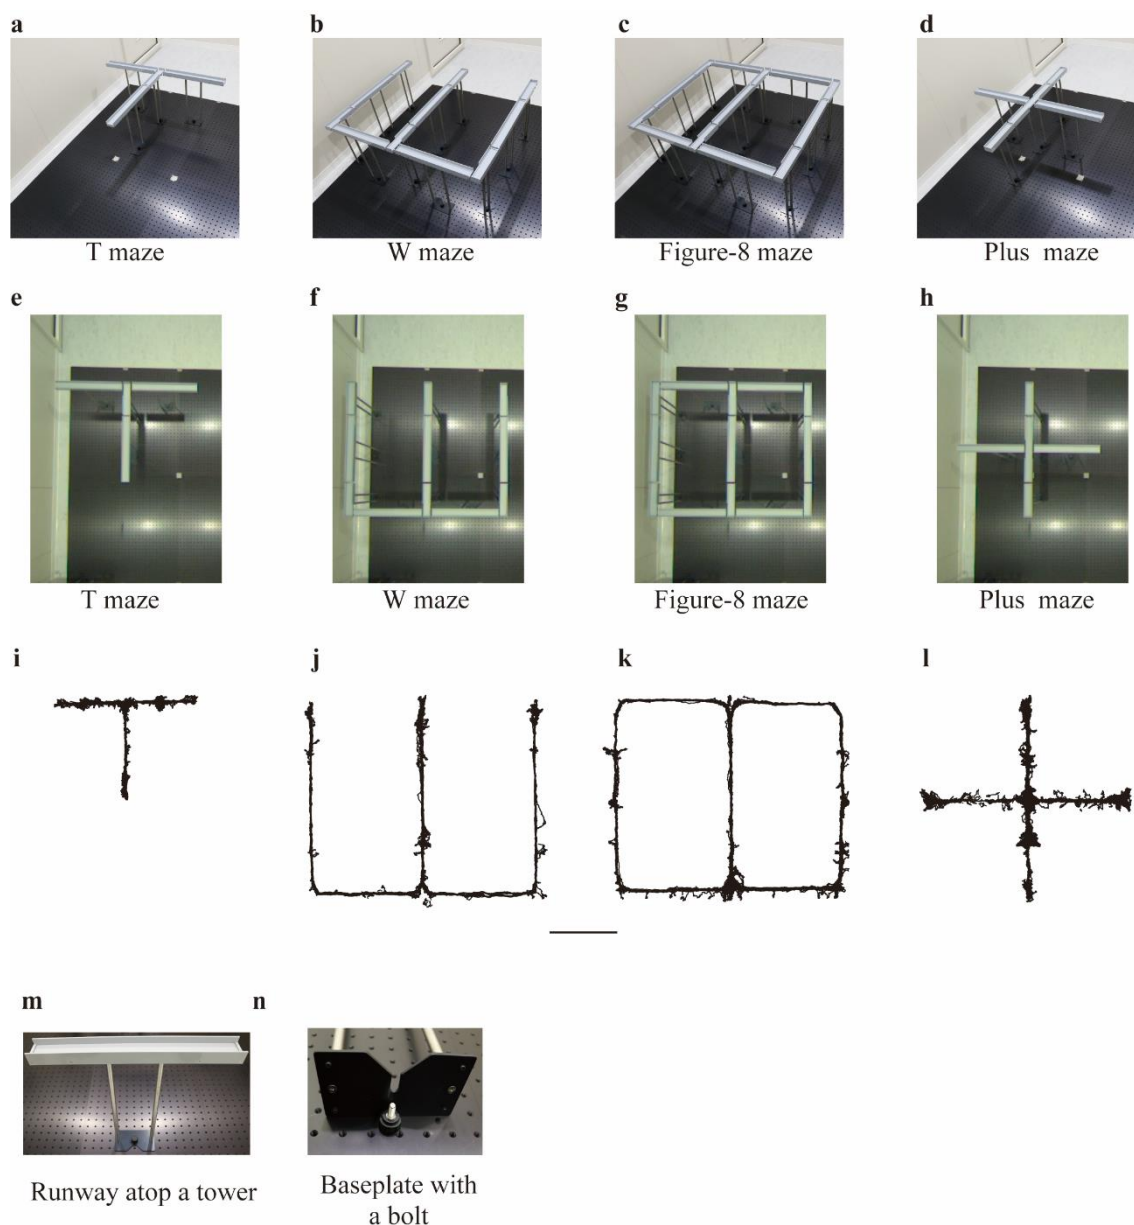 a b c d
T maze W maze Figure-8 maze Plus maze
e f g h
T maze W maze Figure-8 maze Plus maze
i j k l
m n
Runway atop a tower
Baseplate with
a bolt